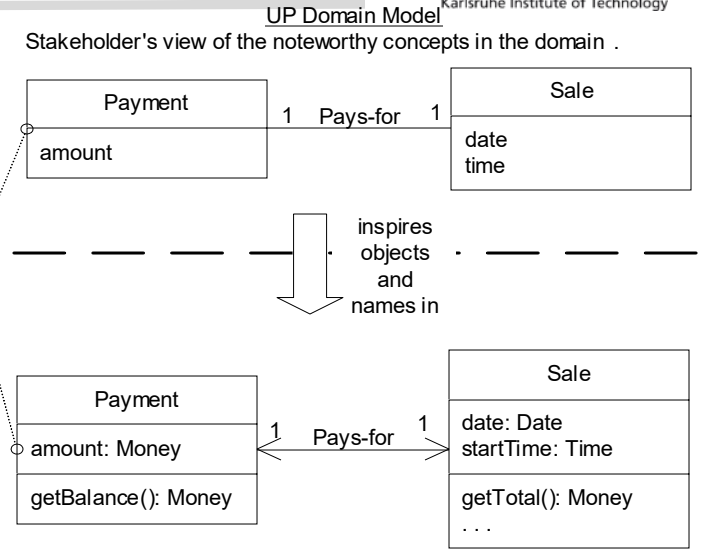 Karlsruhe Institute of Technology
UP Domain Model
Stakeholder's view of the noteworthy concepts in the domain .
Payment
amount
1 Pays-for 1
Sale
date
time
inspires
objects
and
names in
Payment
amount: Money
getBalance(): Money
1 Pays-for 1
Sale
date: Date
startTime: Time
getTotal(): Money
. . .